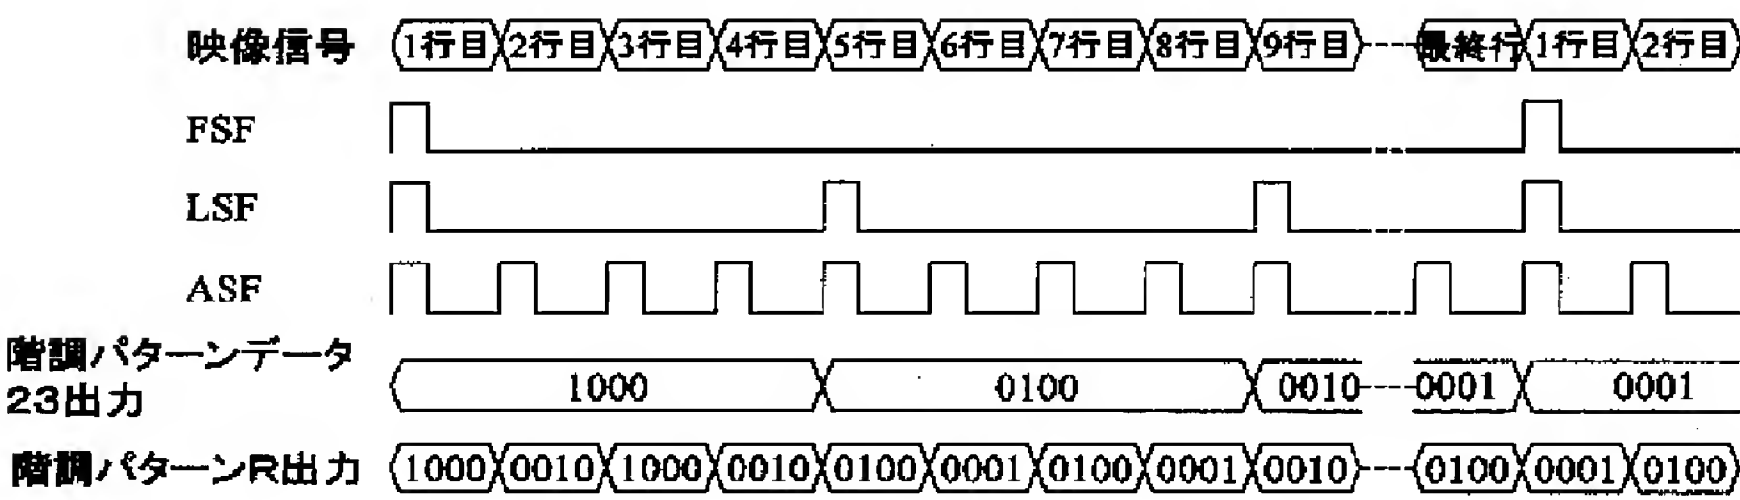 映像信号 1行目 2行目 3行目 4行目 5行目 6行目 7行目 8行目 9行目 最終行 1行目 2行目
FSF
LSF
ASF
階調パターンデータ
23出力 1000 0100 0010 0001 0001
階調パターンR出力 1000 0010 1000 0010 0100 0001 0100 0001 0010 0100 0001 0100